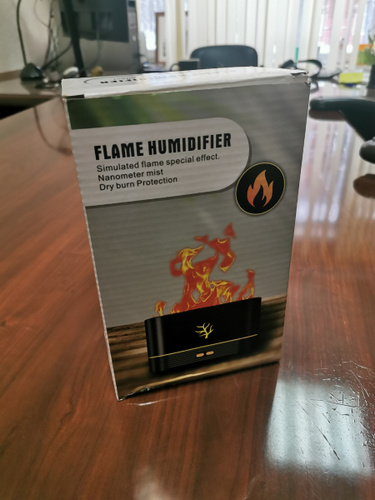 FLAME HUMIDIFIER
Simulated flame special effect.
Nanometer mist
Dry burn Protection